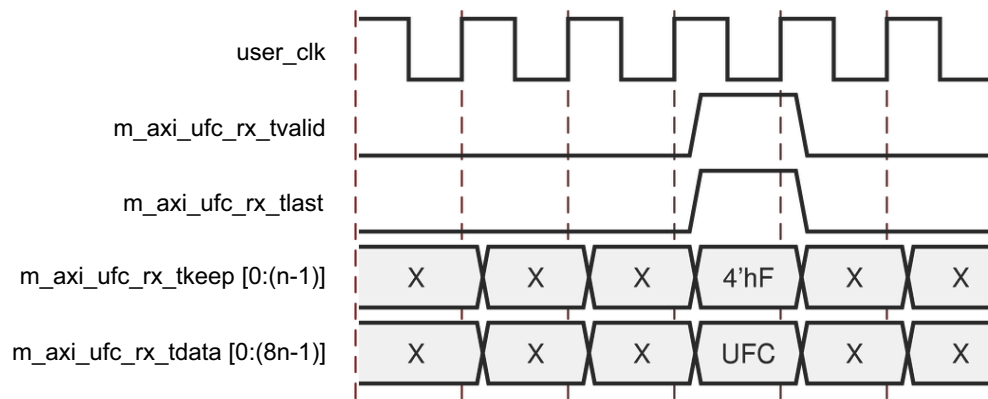 user_clk
m_axi_ufc_rx_tvalid
m_axi_ufc_rx_tlast
m_axi_ufc_rx_tkeep [0:(n-1)] X X X 4'hF X X
m_axi_ufc_rx_tdata [0:(8n-1)] X X X UFC X X